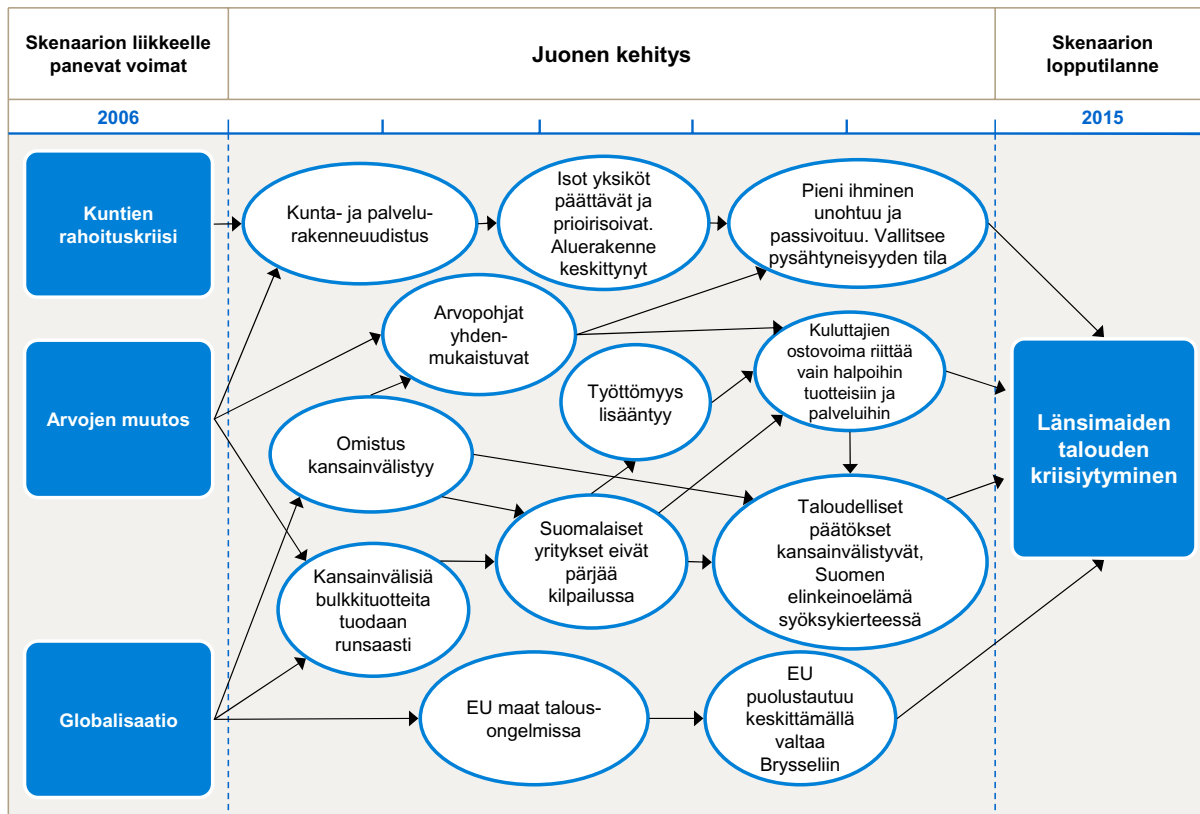 Skenaarion liikkeelle
panevat voimat
Juonen kehitys
Skenaarion
lopputilanne
2006
2015
Kuntien
rahoituskriisi
Kunta- ja palvelu-
rakenneuudistus
Isot yksiköt
päättävät ja
prioirisoivat.
Aluerakenne
keskittynyt
Pieni ihminen
unohtuu ja
passivoituu. Vallitsee
pysähtyneisyyden tila
Arvopohjat
yhden-
mukaistuvat
Kuluttajien
ostovoima riittää
vain halpoihin
tuotteisiin ja
palveluihin
Työttömyys
lisääntyy
Arvojen muutos
Omistus
kansainvälistyy
Länsimaiden
talouden
kriisiytyminen
Suomalaiset
yritykset eivät
pärjää
kilpailussa
Taloudelliset
päätökset
kansainvälistyvät,
Suomen
elinkeinoelämä
syöksykierteessä
Kansainvälisiä
bulkkituotteita
tuodaan
runsaasti
Globalisaatio
EU maat talous-
ongelmissa
EU
puolustautuu
keskittämällä
valtaa
Brysseliin